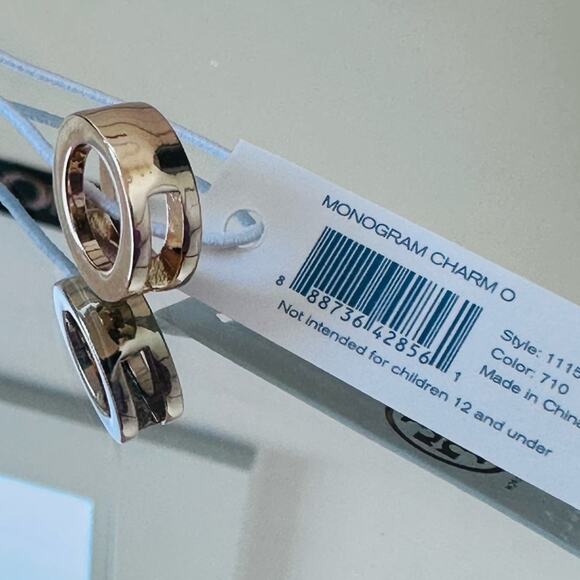 MONOGRAM CHARM O
8 88736 42856 1
Not intended for children 12 and under
Style: 1115
Color: 710
Made in China